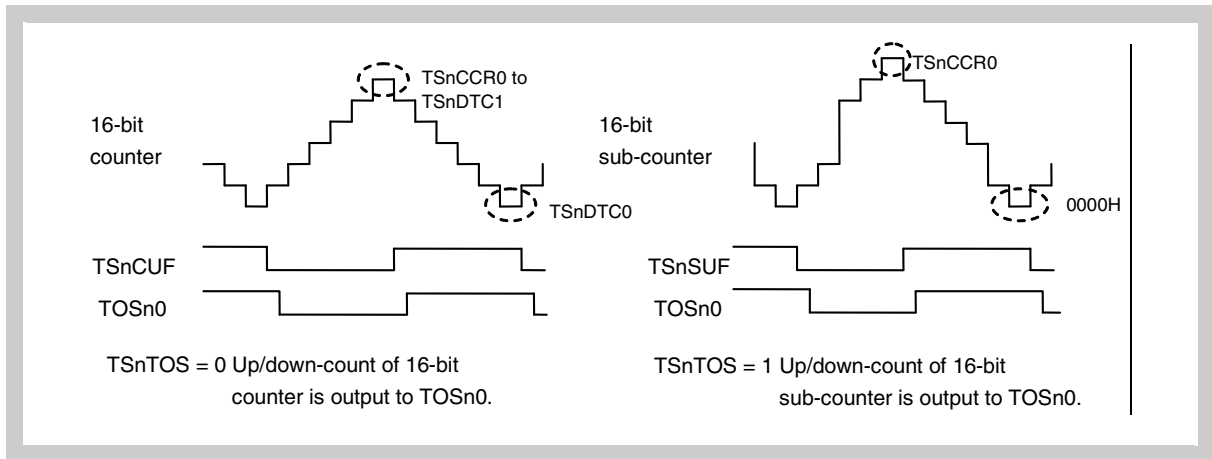 TSnCCR0 to
TSnDTC1
16-bit
counter
TSnDTC0
TSnCUF
TOSn0
TSnTOS = 0 Up/down-count of 16-bit
counter is output to TOSn0.
TSnCCR0
16-bit
sub-counter
0000H
TSnSUF
TOSn0
TSnTOS = 1 Up/down-count of 16-bit
sub-counter is output to TOSn0.